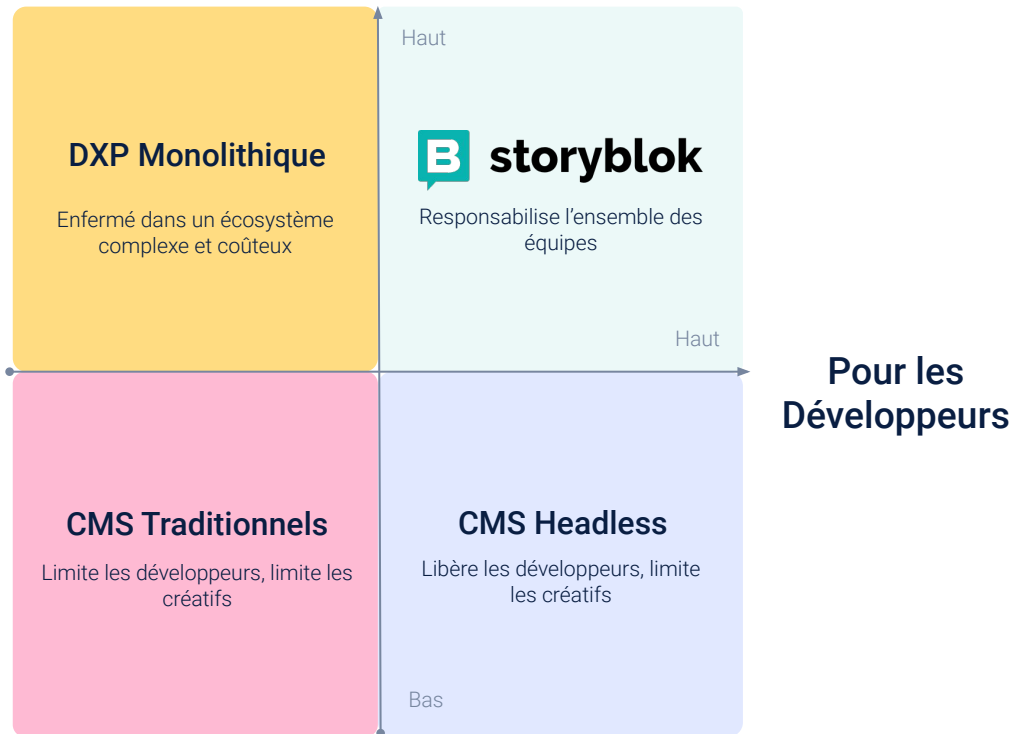 Haut
DXP Monolithique
Enfermé dans un écosystème
complexe et coûteux
B storyblok
Responsabilise l'ensemble des
équipes
Haut
Pour les
Développeurs
CMS Traditionnels
Limite les développeurs, limite les
créatifs
CMS Headless
Libère les développeurs, limite
les créatifs
Bas